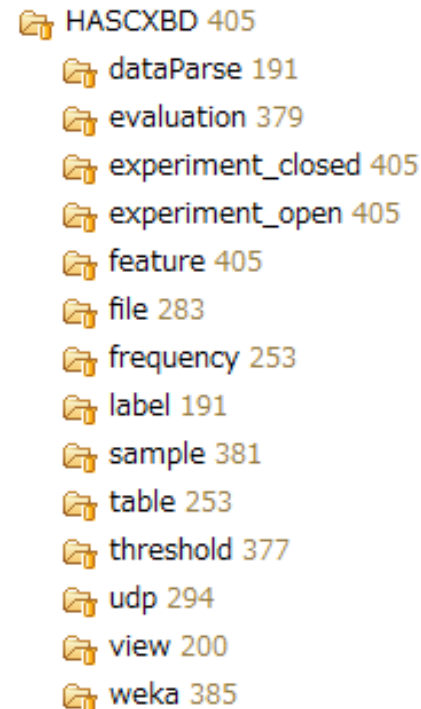 HASCXBD 405
dataParse 191
evaluation 379
experiment_closed 405
experiment_open 405
feature 405
file 283
frequency 253
label 191
sample 381
table 253
threshold 377
udp 294
view 200
weka 385